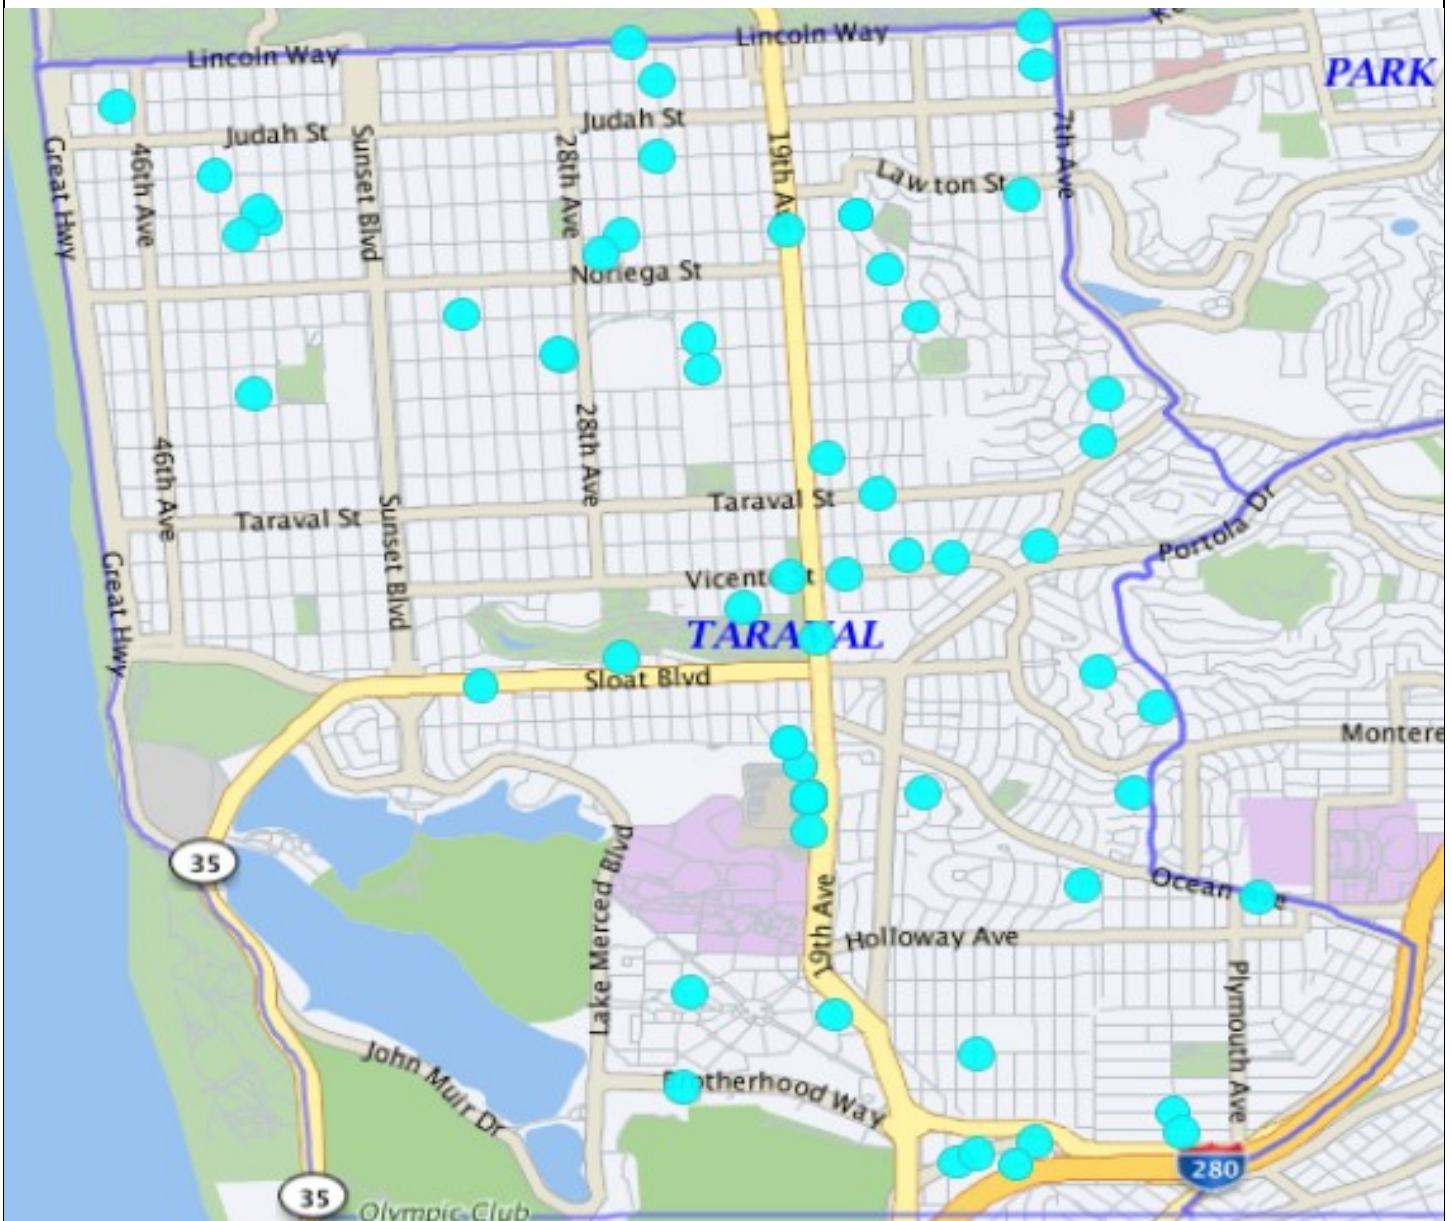 Lincoln Way
Lincoln Way
PARK
Judah St
Judah St
Great Hwy
46th Ave
Sunset Blvd
28th Ave
19th A
7th Ave
Lawton St
Noriega St
46th Ave
28th Ave
Taraval St
Taraval St
Sunset Blvd
Portola Dr
Great Hwy
Vicent t
TARAVAL
Sloat Blvd
Montere
35
Lake Merced Blvd
19th Ave
Ocean e
Holloway Ave
Plymouth Ave
John Muir Dr
Brotherhood Way
280
35
Olympic Club